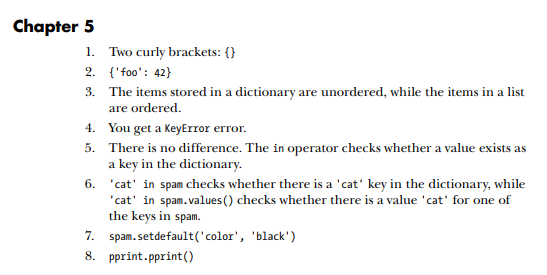 Chapter 5
1. Two curly brackets: {}
2. {'foo': 42}
3. The items stored in a dictionary are unordered, while the items in a list
are ordered.
4. You get a KeyError error.
5. There is no difference. The in operator checks whether a value exists as
a key in the dictionary.
6. 'cat' in spam checks whether there is a 'cat' key in the dictionary, while
'cat' in spam.values() checks whether there is a value 'cat' for one of
the keys in spam.
7. spam.setdefault('color', 'black')
8. pprint.pprint()